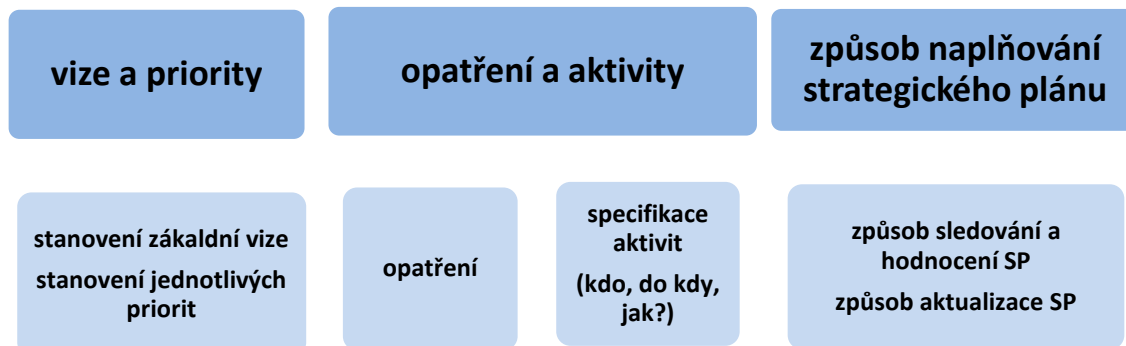 vize a priority
opatření a aktivity
způsob naplňování
strategického plánu
stanovení zákaldní vize
stanovení jednotlivých
priorit
opatření
specifikace
aktivit
(kdo, do kdy,
jak?)
způsob sledování a
hodnocení SP
způsob aktualizace SP